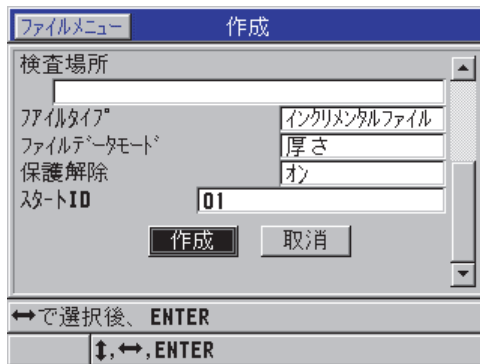 ﾌｧｲﾙﾒﾆｭｰ 作成
検査場所
ﾌｱｲﾙﾀｲﾌﾟ ｲﾝｸﾘﾒﾝﾀﾙﾌｧｲﾙ
ﾌｧｲﾙﾃﾞｰﾀﾓｰﾄﾞ 厚さ
保護解除 ｵﾝ
ｽﾀｰﾄID 01
作成 取消
↔で選択後、ENTER
↕,↔,ENTER